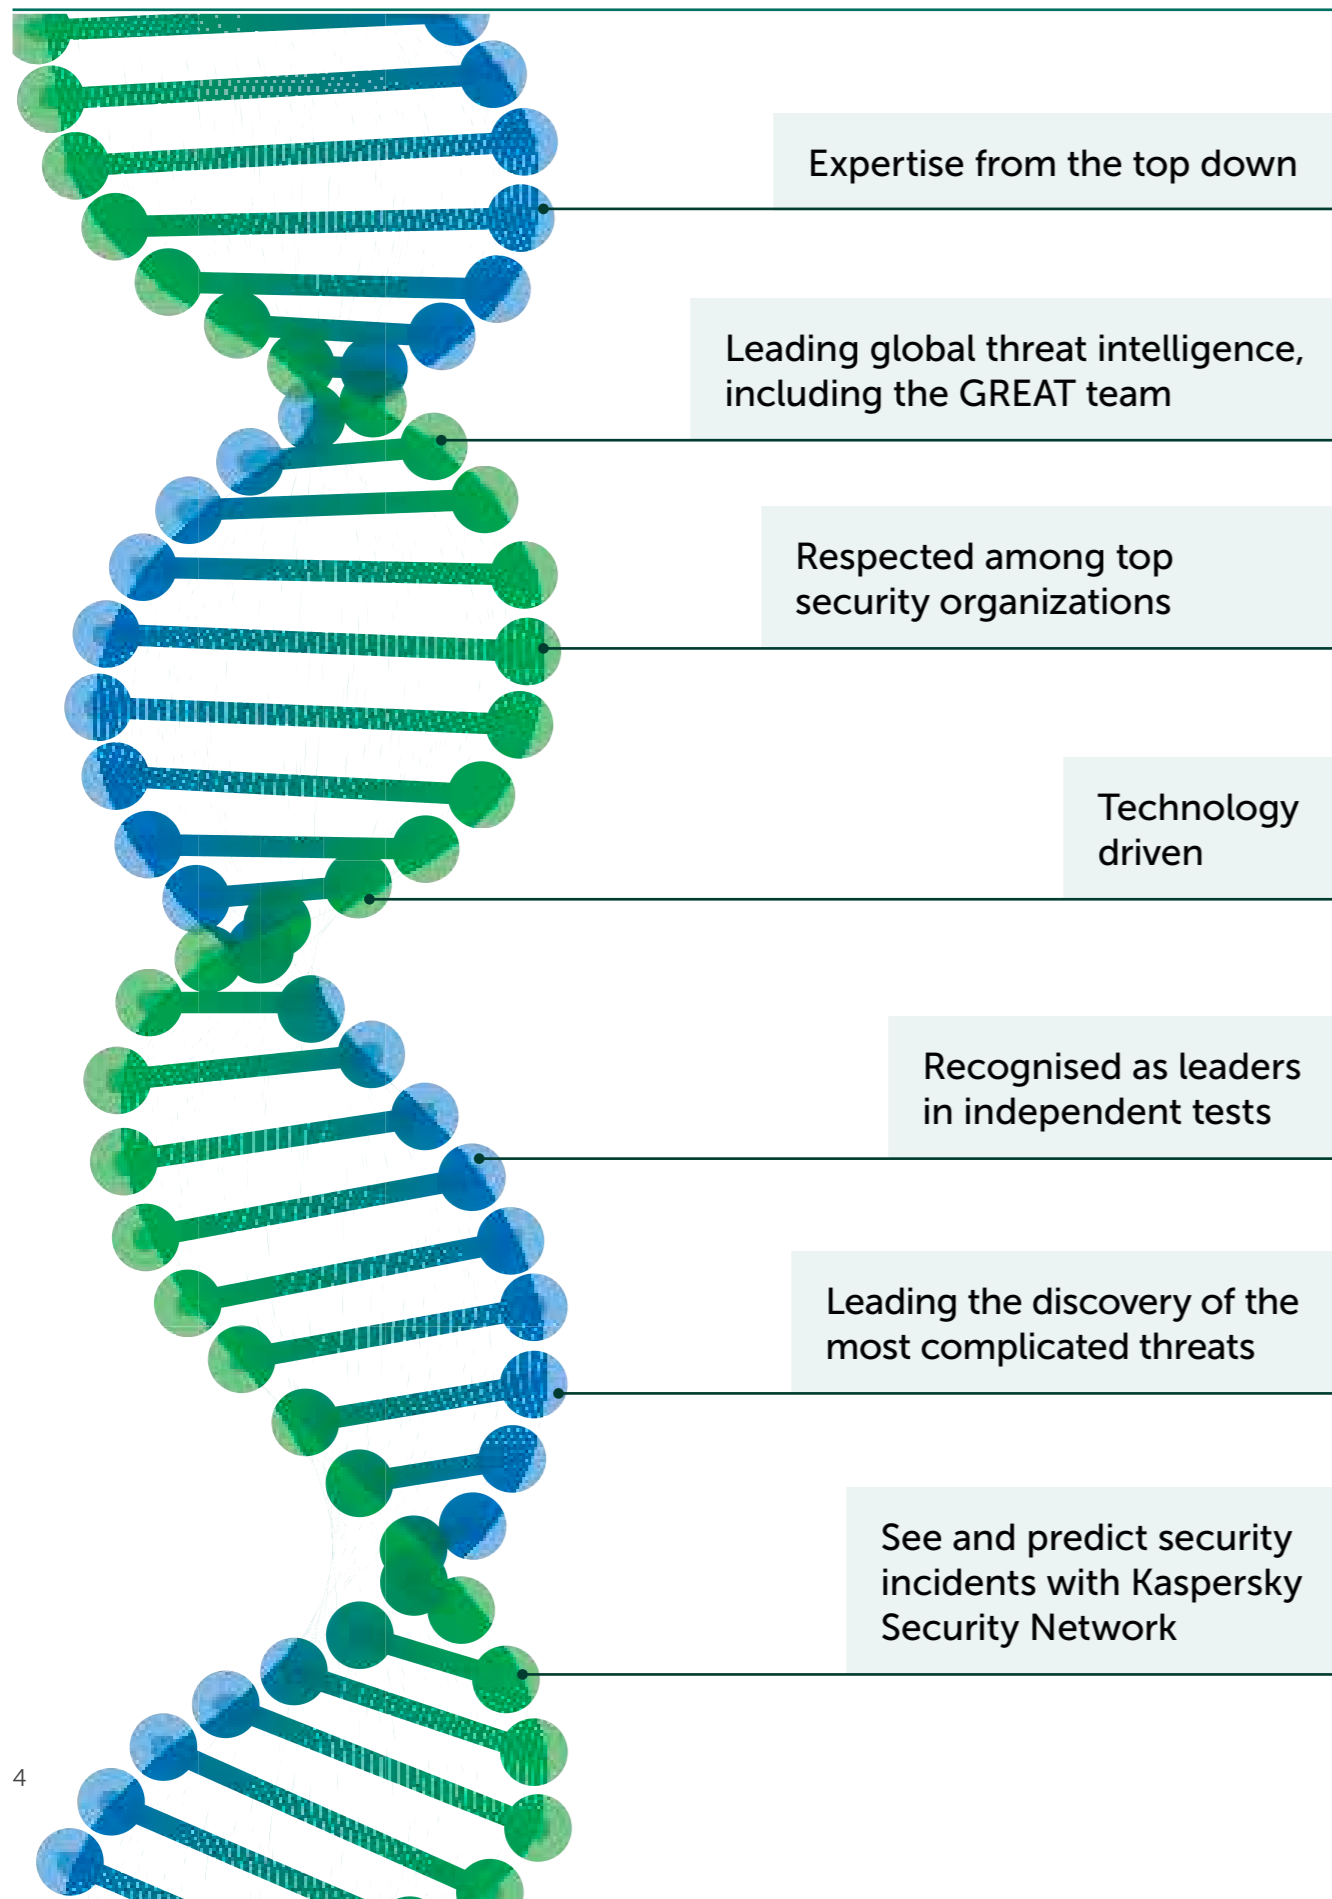 Expertise from the top down
Leading global threat intelligence,
including the GREAT team
Respected among top
security organizations
Technology
driven
Recognised as leaders
in independent tests
Leading the discovery of the
most complicated threats
See and predict security
incidents with Kaspersky
Security Network
4